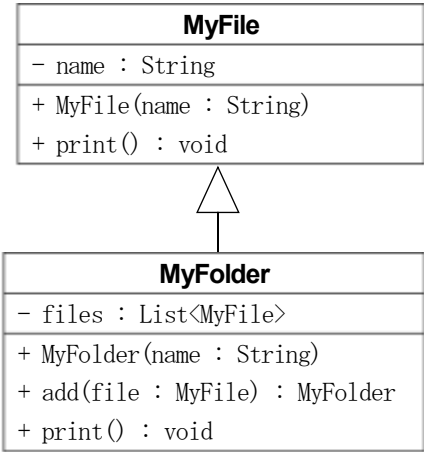 MyFile
- name : String
+ MyFile(name : String)
+ print() : void
MyFolder
- files : List<MyFile>
+ MyFolder(name : String)
+ add(file : MyFile) : MyFolder
+ print() : void